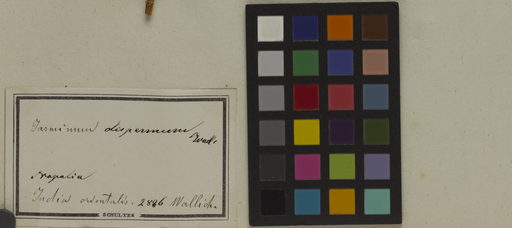 Jasminum dispermum Wall.
Napalia
India orientalis. 2886 Wallich.
SCHULTES